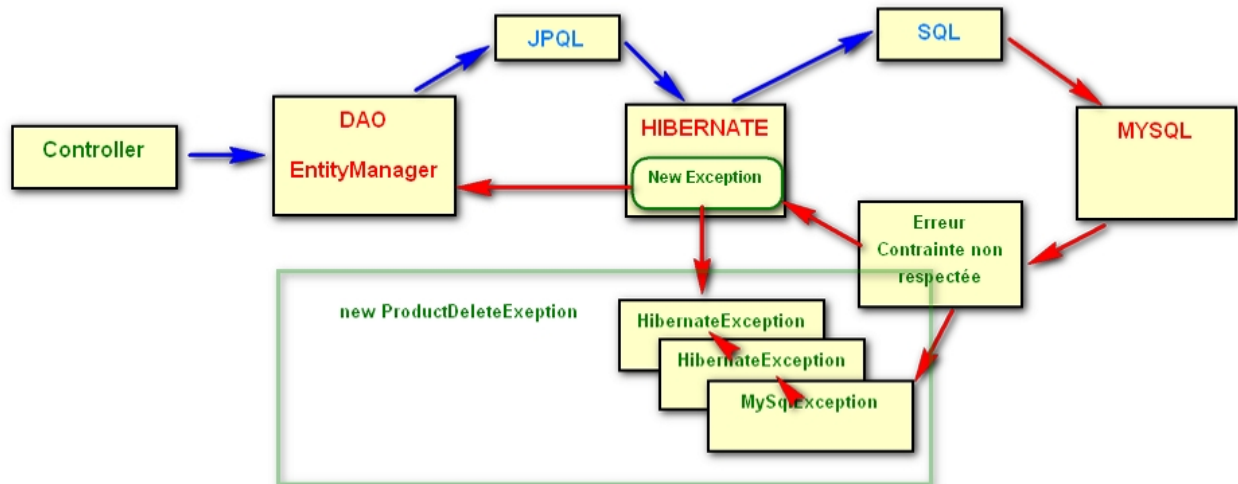 JPQL
SQL
Controller
DAO
EntityManager
HIBERNATE
New Exception
MYSQL
Erreur
Contrainte non
respectée
new ProductDeleteExeption
HibernateException
HibernateException
MySqlException